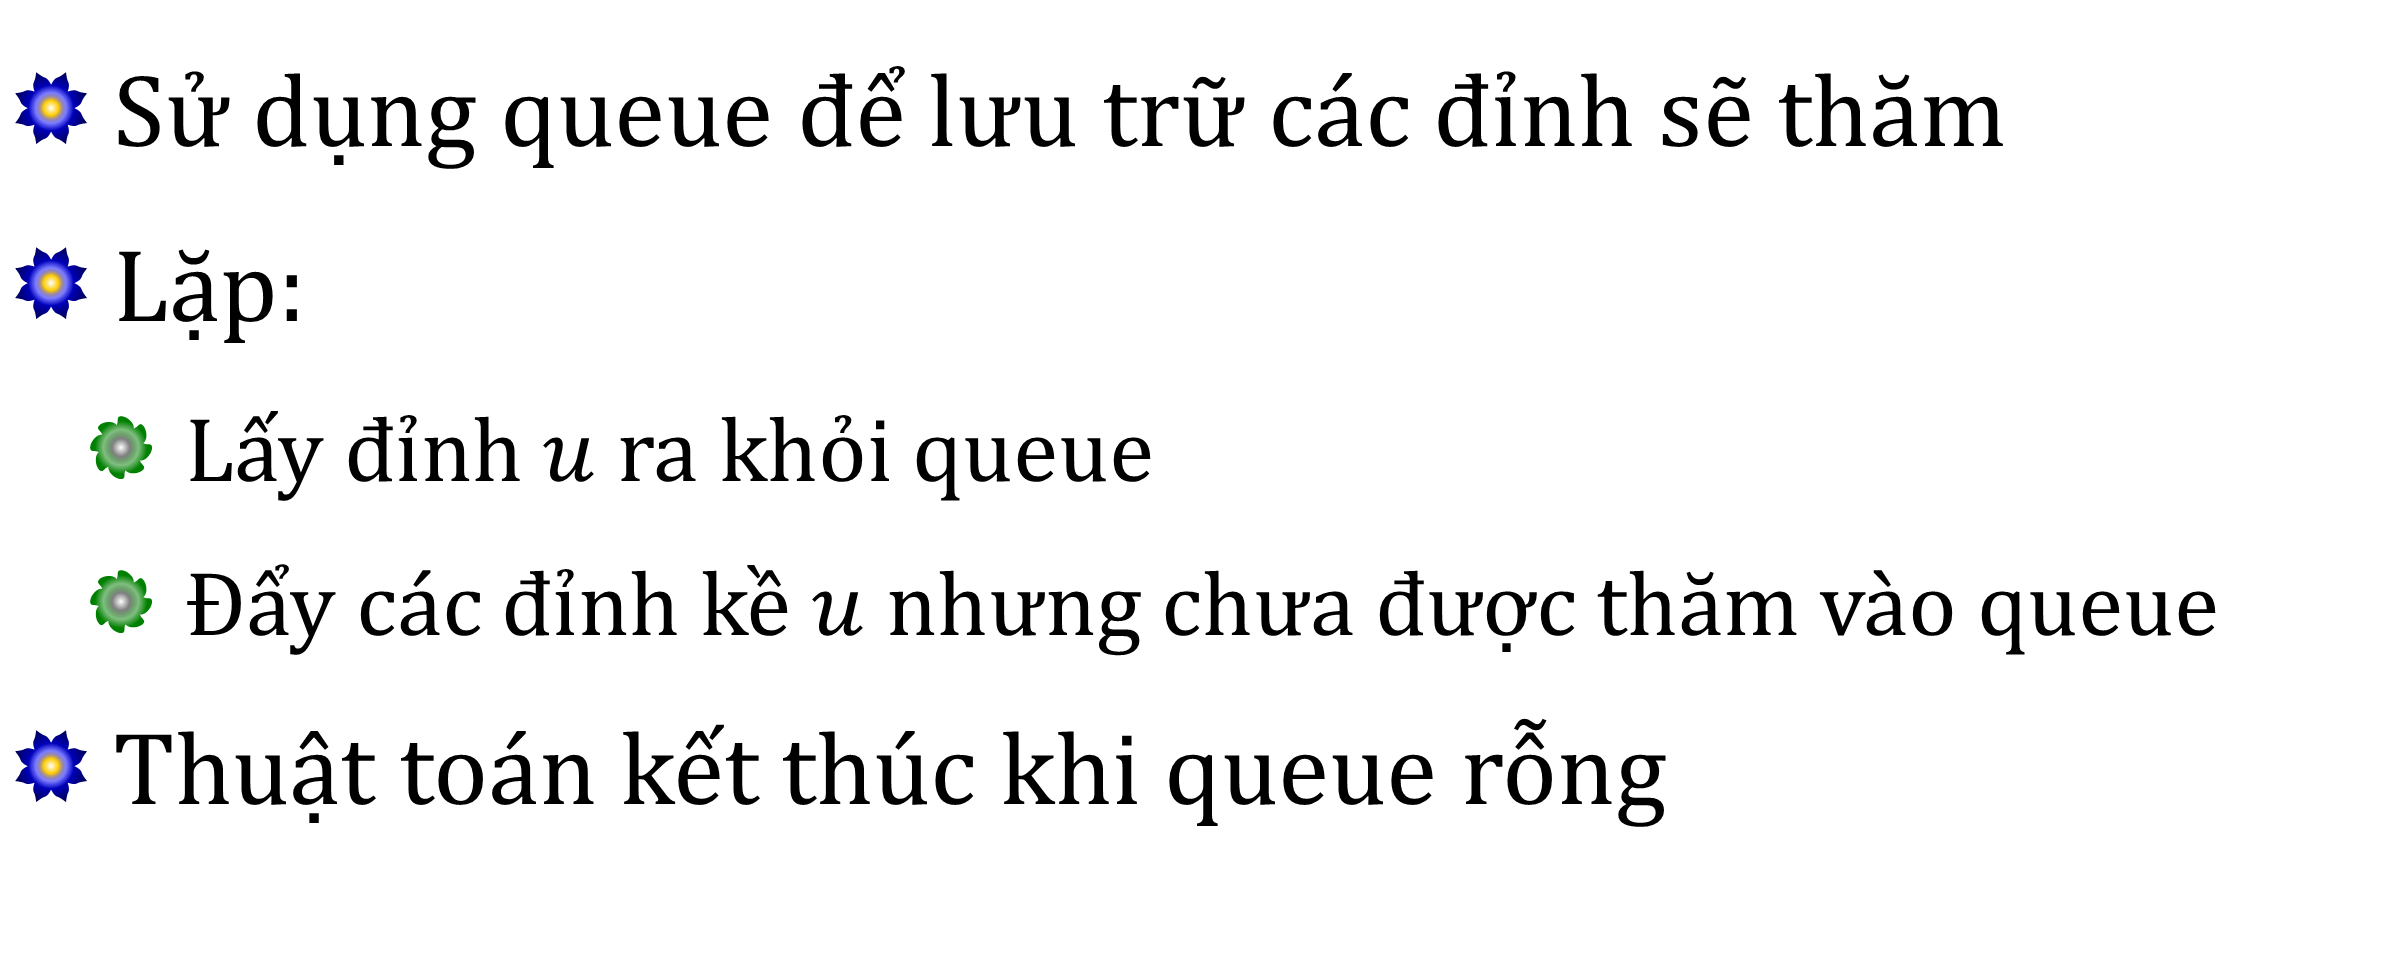 Sử dụng queue để lưu trữ các đỉnh sẽ thăm
Lặp:
Lấy đỉnh u ra khỏi queue
Đẩy các đỉnh kề u nhưng chưa được thăm vào queue
Thuật toán kết thúc khi queue rỗng